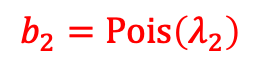 b₂ = Pois(λ₂)